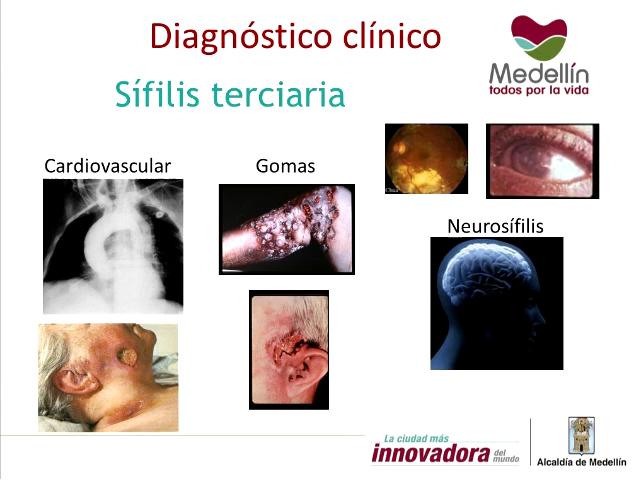 Diagnóstico clínico
Sífilis terciaria
Medellín
todos por la vida
Cardiovascular
Gomas
Neurosífilis
La ciudad más
innovadora del mundo
Alcaldía de Medellín